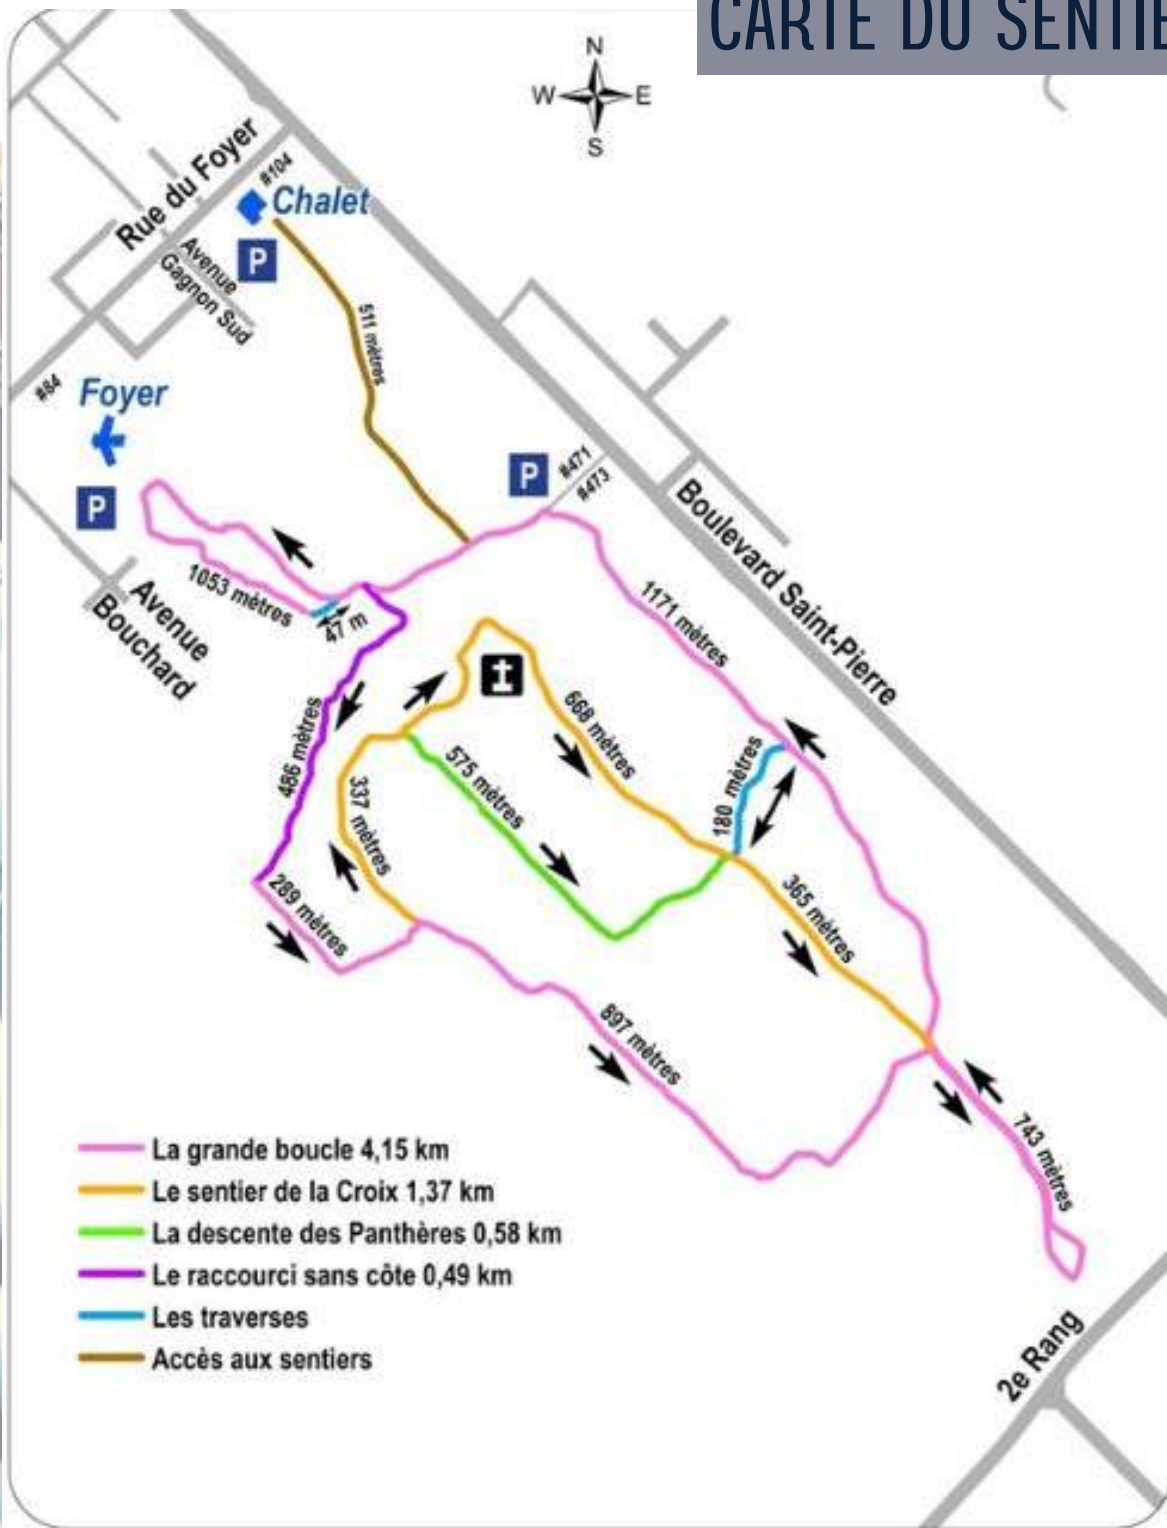 CARTE DU SENTIE
N
W
E
S
Rue du Foyer
#104
Chalet
P
Avenue
Gagnon Sud
511 mètres
#84
Foyer
P
P
#471
#473
Boulevard Saint-Pierre
1053 mètres
47 m
Avenue
Bouchard
1171 mètres
486 mètres
668 mètres
575 mètres
180 mètres
337 mètres
289 mètres
365 mètres
897 mètres
743 mètres
La grande boucle 4,15 km
Le sentier de la Croix 1,37 km
La descente des Panthères 0,58 km
Le raccourci sans côte 0,49 km
Les traverses
Accès aux sentiers
2e Rang